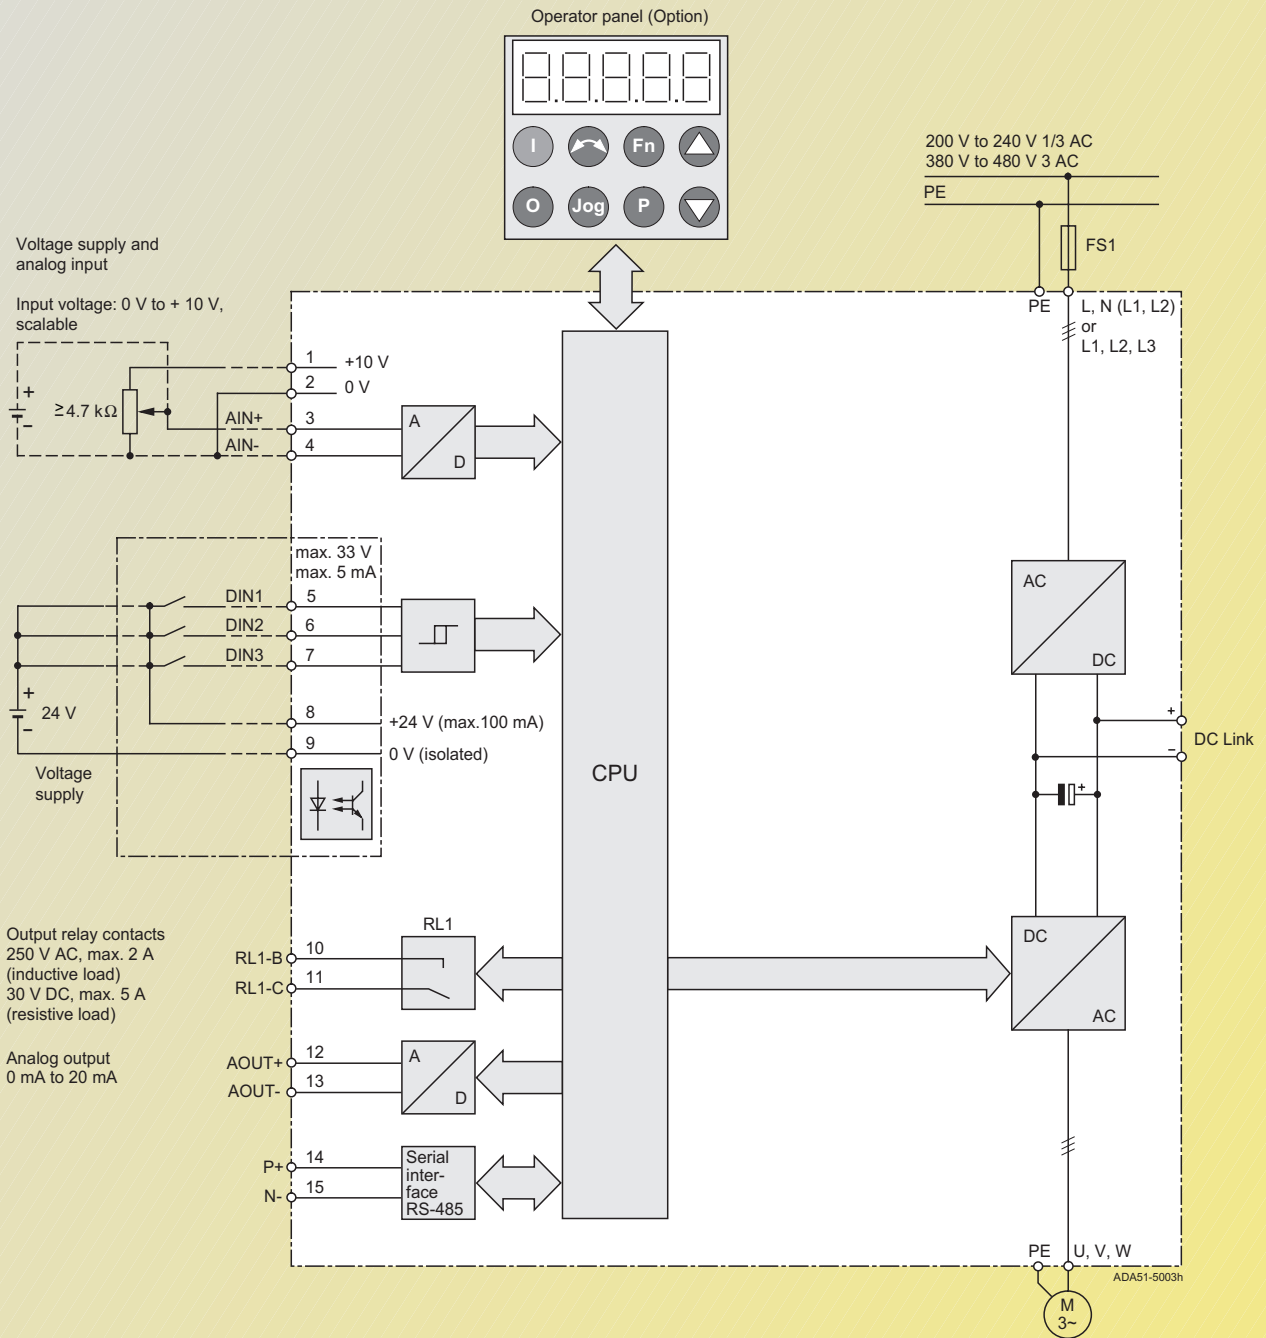 Operator panel (Option)
8.8.8.8.8
I
Fn
O
Jog
P
200 V to 240 V 1/3 AC
380 V to 480 V 3 AC
PE
FS1
PE
L, N (L1, L2)
or
L1, L2, L3
Voltage supply and
analog input
Input voltage: 0 V to + 10 V,
scalable
+
−
≥4.7 kΩ
1
+10 V
2
0 V
AIN+
3
AIN-
4
A
D
max. 33 V
max. 5 mA
DIN1
5
DIN2
6
DIN3
7
+
24 V
−
8
+24 V (max.100 mA)
9
0 V (isolated)
Voltage
supply
CPU
AC
DC
+
−
DC Link
+
DC
AC
Output relay contacts
250 V AC, max. 2 A
(inductive load)
30 V DC, max. 5 A
(resistive load)
RL1
RL1-B
10
RL1-C
11
Analog output
0 mA to 20 mA
AOUT+
12
AOUT-
13
A
D
P+
14
N-
15
Serial
inter-
face
RS-485
PE
U, V, W
ADA51-5003h
M
3~